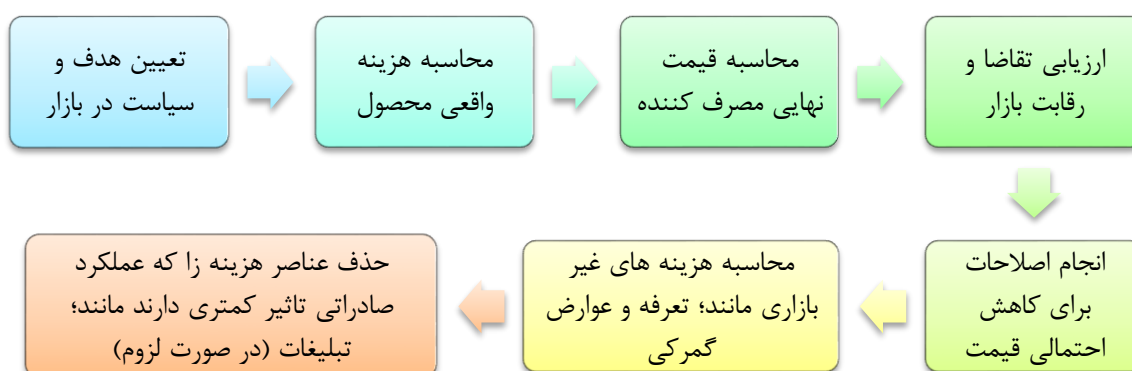 تعیین هدف و
سیاست در بازار
محاسبه هزینه
واقعی محصول
محاسبه قیمت
نهایی مصرف کننده
ارزیابی تقاضا و
رقابت بازار
انجام اصلاحات
برای کاهش
احتمالی قیمت
محاسبه هزینه های غیر
بازاری مانند؛ تعرفه و عوارض
گمرکی
حذف عناصر هزینه زا که عملکرد
صادراتی تاثیر کمتری دارند مانند؛
تبلیغات (در صورت لزوم)